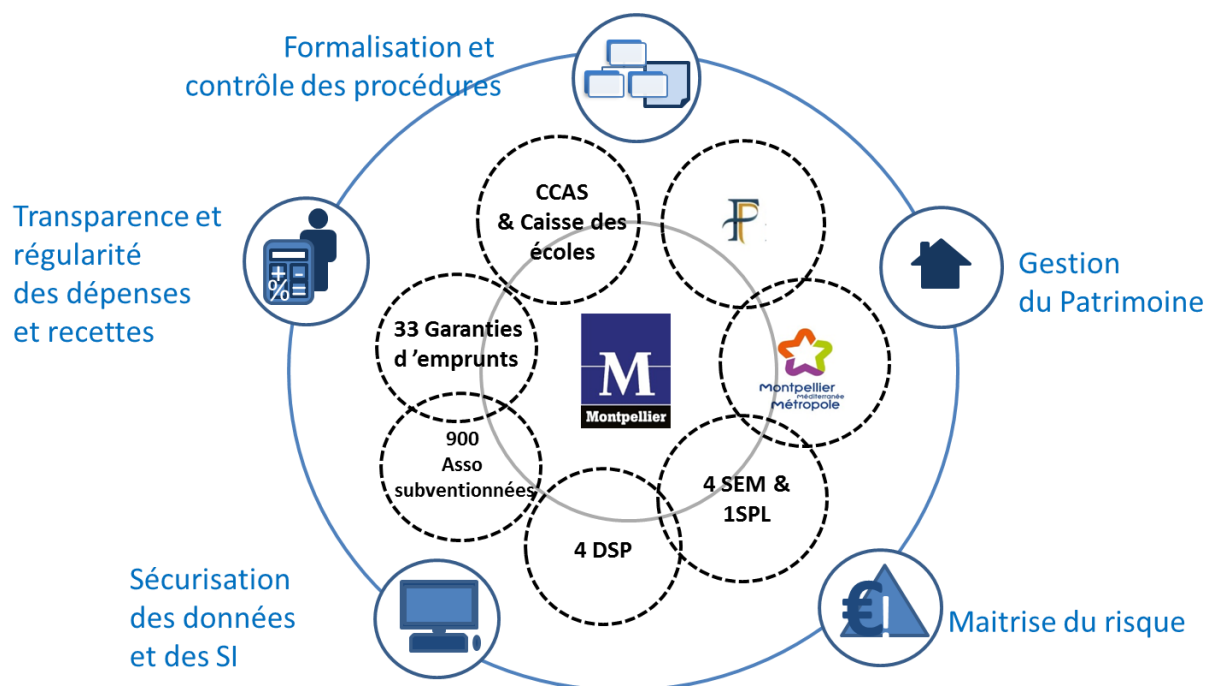 Formalisation et
contrôle des procédures
Transparence et
régularité
des dépenses
et recettes
+ -
% =
CCAS
& Caisse des
écoles
FP
Gestion
du Patrimoine
33 Garanties
d ’emprunts
M
Montpellier
montpellier
méditerranée
métropole
900
Asso
subventionnées
4 SEM &
1SPL
4 DSP
Sécurisation
des données
et des SI
€ !
Maitrise du risque